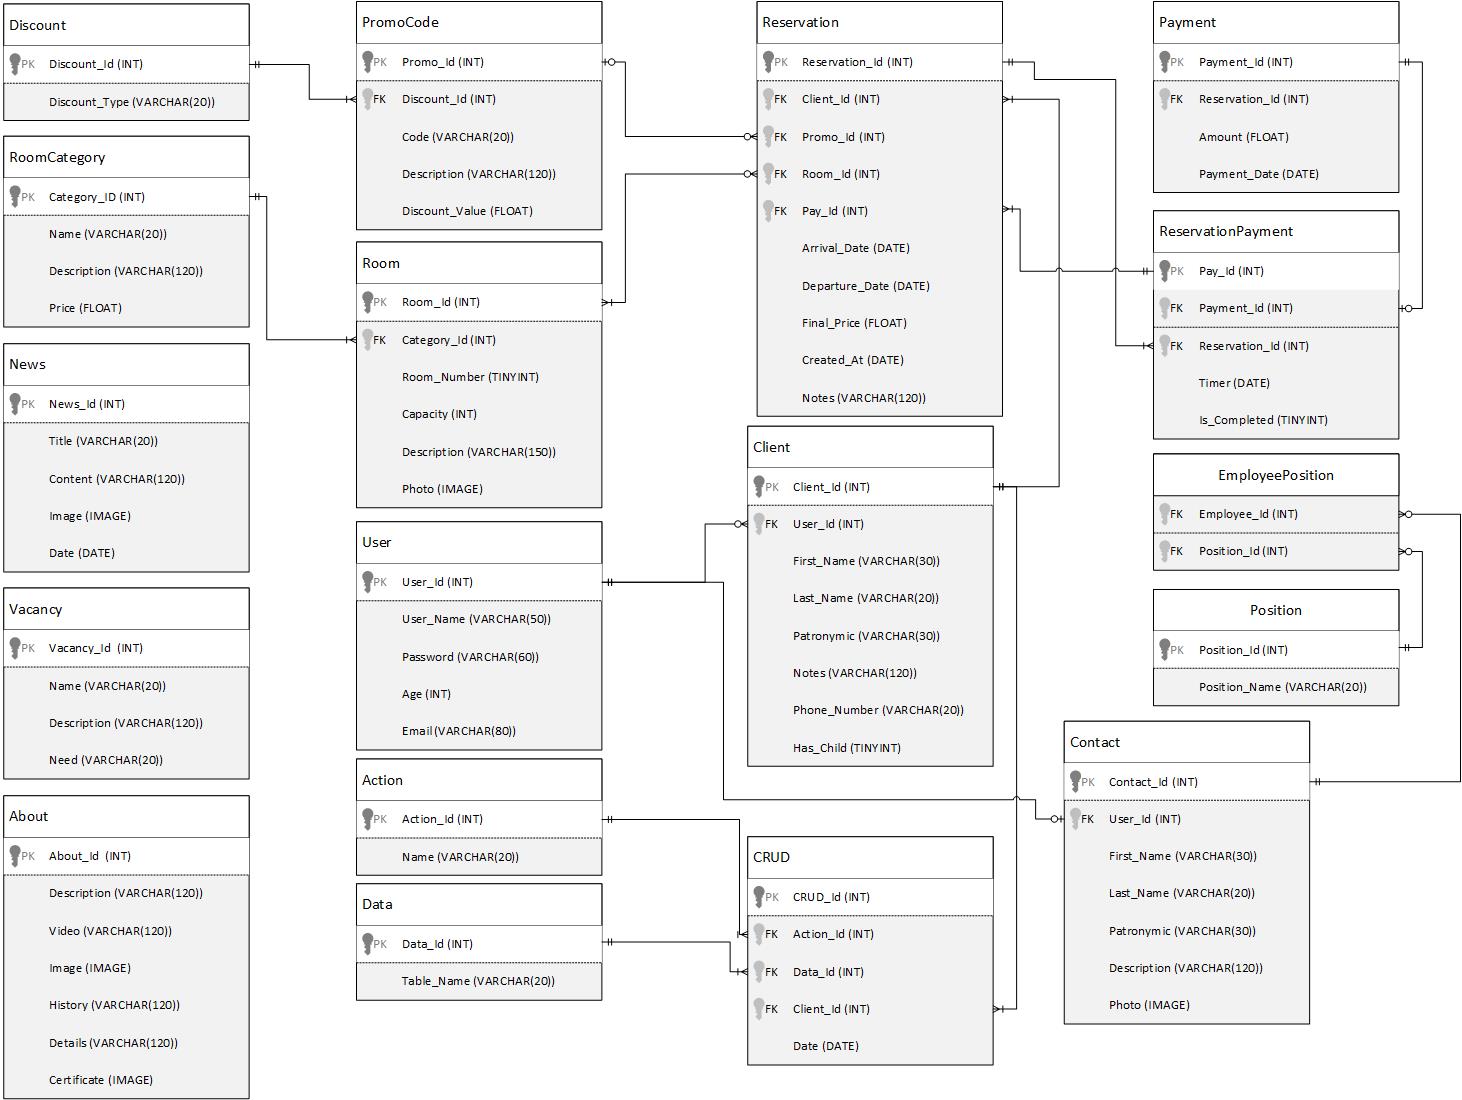 Discount
PK Discount_Id (INT)
Discount_Type (VARCHAR(20))
RoomCategory
PK Category_ID (INT)
Name (VARCHAR(20))
Description (VARCHAR(120))
Price (FLOAT)
News
PK News_Id (INT)
Title (VARCHAR(20))
Content (VARCHAR(120))
Image (IMAGE)
Date (DATE)
Vacancy
PK Vacancy_Id (INT)
Name (VARCHAR(20))
Description (VARCHAR(120))
Need (VARCHAR(20))
About
PK About_Id (INT)
Description (VARCHAR(120))
Video (VARCHAR(120))
Image (IMAGE)
History (VARCHAR(120))
Details (VARCHAR(120))
Certificate (IMAGE)
PromoCode
PK Promo_Id (INT)
FK Discount_Id (INT)
Code (VARCHAR(20))
Description (VARCHAR(120))
Discount_Value (FLOAT)
Room
PK Room_Id (INT)
FK Category_Id (INT)
Room_Number (TINYINT)
Capacity (INT)
Description (VARCHAR(150))
Photo (IMAGE)
User
PK User_Id (INT)
User_Name (VARCHAR(50))
Password (VARCHAR(60))
Age (INT)
Email (VARCHAR(80))
Action
PK Action_Id (INT)
Name (VARCHAR(20))
Data
PK Data_Id (INT)
Table_Name (VARCHAR(20))
Reservation
PK Reservation_Id (INT)
FK Client_Id (INT)
FK Promo_Id (INT)
FK Room_Id (INT)
FK Pay_Id (INT)
Arrival_Date (DATE)
Departure_Date (DATE)
Final_Price (FLOAT)
Created_At (DATE)
Notes (VARCHAR(120))
Client
PK Client_Id (INT)
FK User_Id (INT)
First_Name (VARCHAR(30))
Last_Name (VARCHAR(20))
Patronymic (VARCHAR(30))
Notes (VARCHAR(120))
Phone_Number (VARCHAR(20))
Has_Child (TINYINT)
CRUD
PK CRUD_Id (INT)
FK Action_Id (INT)
FK Data_Id (INT)
FK Client_Id (INT)
Date (DATE)
Payment
PK Payment_Id (INT)
FK Reservation_Id (INT)
Amount (FLOAT)
Payment_Date (DATE)
ReservationPayment
PK Pay_Id (INT)
FK Payment_Id (INT)
FK Reservation_Id (INT)
Timer (DATE)
Is_Completed (TINYINT)
EmployeePosition
FK Employee_Id (INT)
FK Position_Id (INT)
Position
PK Position_Id (INT)
Position_Name (VARCHAR(20))
Contact
PK Contact_Id (INT)
FK User_Id (INT)
First_Name (VARCHAR(30))
Last_Name (VARCHAR(20))
Patronymic (VARCHAR(30))
Description (VARCHAR(120))
Photo (IMAGE)